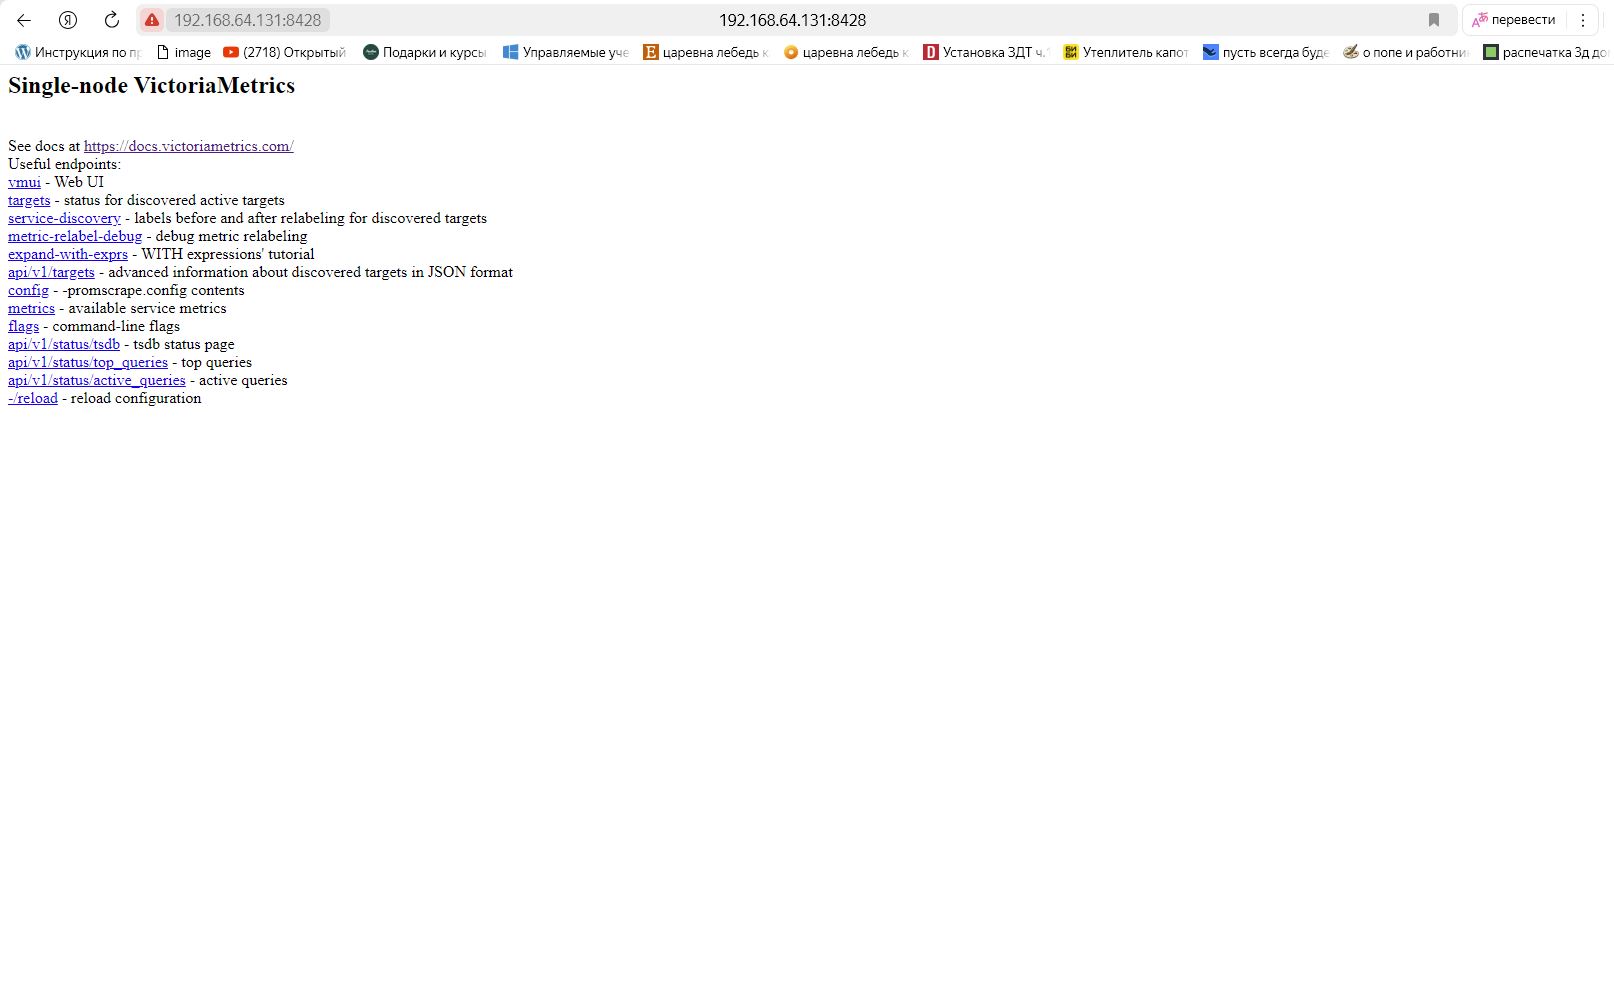 192.168.64.131:8428 192.168.64.131:8428 перевести
Инструкция по image (2718) Открытый Подарки и курсы Управляемые уче царевна лебедь к царевна лебедь к Установка ЗДТ ч. Утеплитель капот пусть всегда буде о попе и работни распечатка 3д до
Single-node VictoriaMetrics
See docs at https://docs.victoriametrics.com/
Useful endpoints:
vmui - Web UI
targets - status for discovered active targets
service-discovery - labels before and after relabeling for discovered targets
metric-relabel-debug - debug metric relabeling
expand-with-exprs - WITH expressions' tutorial
api/v1/targets - advanced information about discovered targets in JSON format
config - -promscrape.config contents
metrics - available service metrics
flags - command-line flags
api/v1/status/tsdb - tsdb status page
api/v1/status/top_queries - top queries
api/v1/status/active_queries - active queries
-/reload - reload configuration